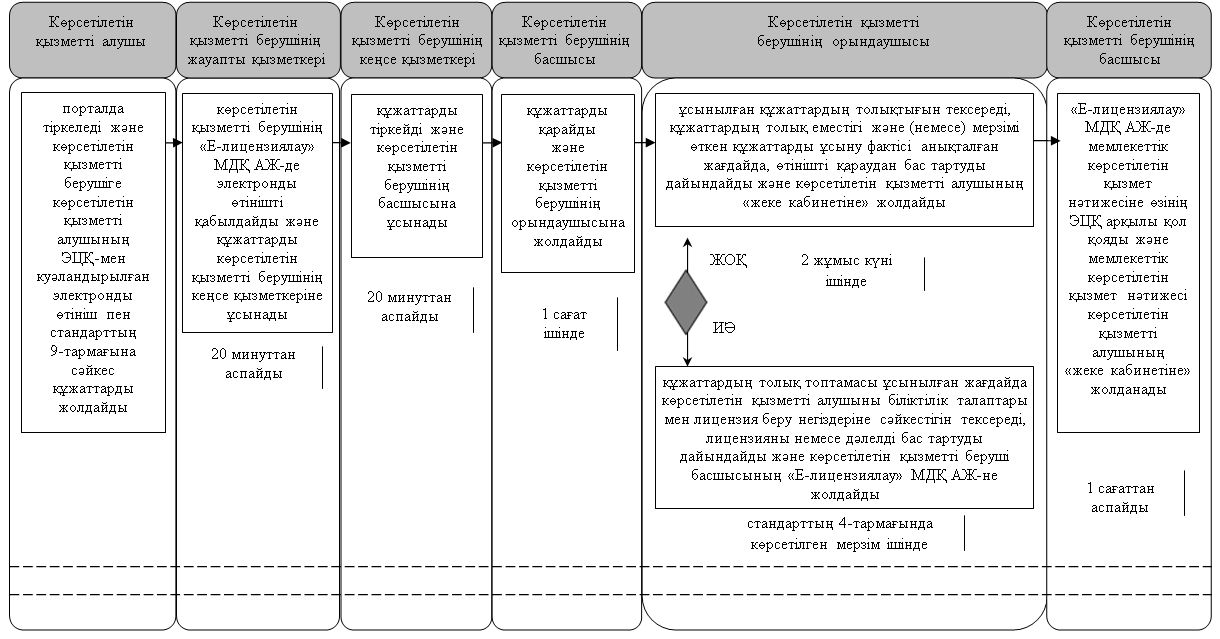 Көрсетілетін
қызметті алушы
Көрсетілетін
қызметті берушінің
жауапты қызметкері
Көрсетілетін
қызметті берушінің
кеңсе қызметкері
Көрсетілетін
қызметті берушінің
басшысы
Көрсетілетін қызметті
берушінің орындаушысы
Көрсетілетін
қызметті берушінің
басшысы
порталда
тіркеледі және
көрсетілетін
қызметті
берушіге
көрсетілетін
қызметті
алушының
ЭЦҚ-мен
куәландырылған
электронды
өтініш пен
стандарттың
9-тармағына
сәйкес
құжаттарды
жолдайды
көрсетілетін
қызметті берушінің
«Е-лицензиялау»
МДҚ АЖ-де
электронды
өтінішті
қабылдайды және
құжаттарды
көрсетілетін
қызметті берушінің
кеңсе қызметкеріне
ұсынады
20 минуттан
аспайды
құжаттарды
тіркейді және
көрсетілетін
қызметті
берушінің
басшысына
ұсынады
20 минуттан
аспайды
құжаттарды
қарайды
және
көрсетілетін
қызметті
берушінің
орындаушысына
жолдайды
1 сағат
ішінде
ұсынылған құжаттардың толықтығын тексереді,
құжаттардың толық еместігі және (немесе) мерзімі
өткен құжаттарды ұсыну фактісі анықталған
жағдайда, өтінішті қараудан бас тартуды
дайындайды және көрсетілетін қызметті алушының
«жеке кабинетіне» жолдайды
ЖОҚ
2 жұмыс күні
ішінде
ИӘ
құжаттардың толық топтамасы ұсынылған жағдайда
көрсетілетін қызметті алушыны біліктілік талаптары
мен лицензия беру негіздеріне сәйкестігін тексереді,
лицензияны немесе дәлелді бас тартуды
дайындайды және көрсетілетін қызметті беруші
басшысының «Е-лицензиялау» МДҚ АЖ-не
жолдайды
стандарттың 4-тармағында
көрсетілген мерзім ішінде
«Е-лицензиялау»
МДҚ АЖ-де
мемлекеттік
көрсетілетін
қызмет
нәтижесіне өзінің
ЭЦҚ арқылы қол
қояды және
мемлекеттік
көрсетілетін
қызмет нәтижесі
көрсетілетін
қызметті
алушының
«жеке кабинетіне»
жолданады
1 сағаттан
аспайды